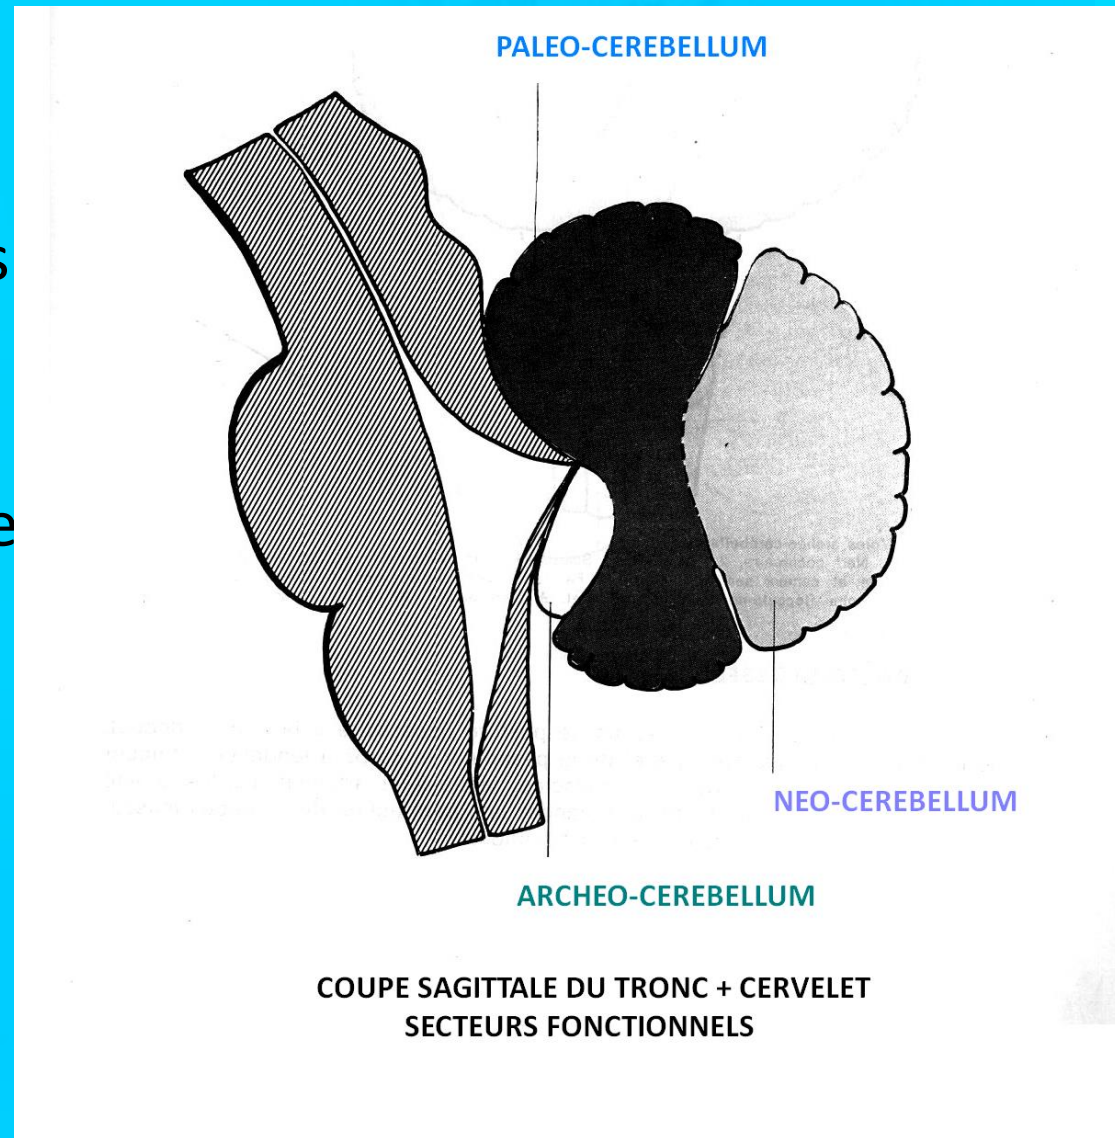 PALEO-CEREBELLUM
s
e
NEO-CEREBELLUM
ARCHEO-CEREBELLUM
COUPE SAGITTALE DU TRONC + CERVELET
SECTEURS FONCTIONNELS